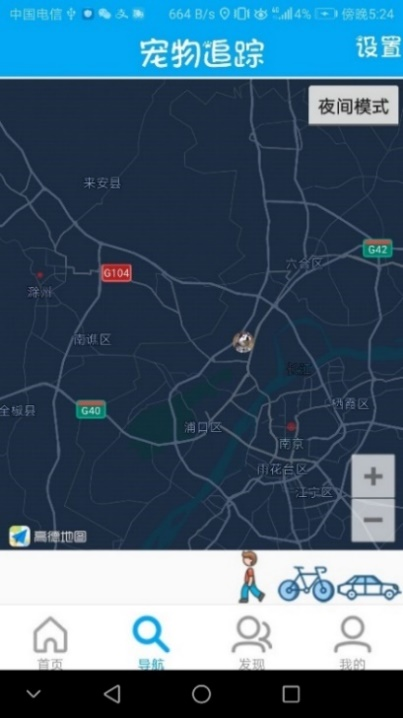 中国电信 664 B/s 4G 14% 傍晚5:24
宠物追踪
设置
夜间模式
来安县
G42
六合区
G104
滁州
南谯区
全椒县
G40
栖霞区
浦口区
南京
雨花台区
江宁区
+
−
高德地图
首页
导航
发现
我的